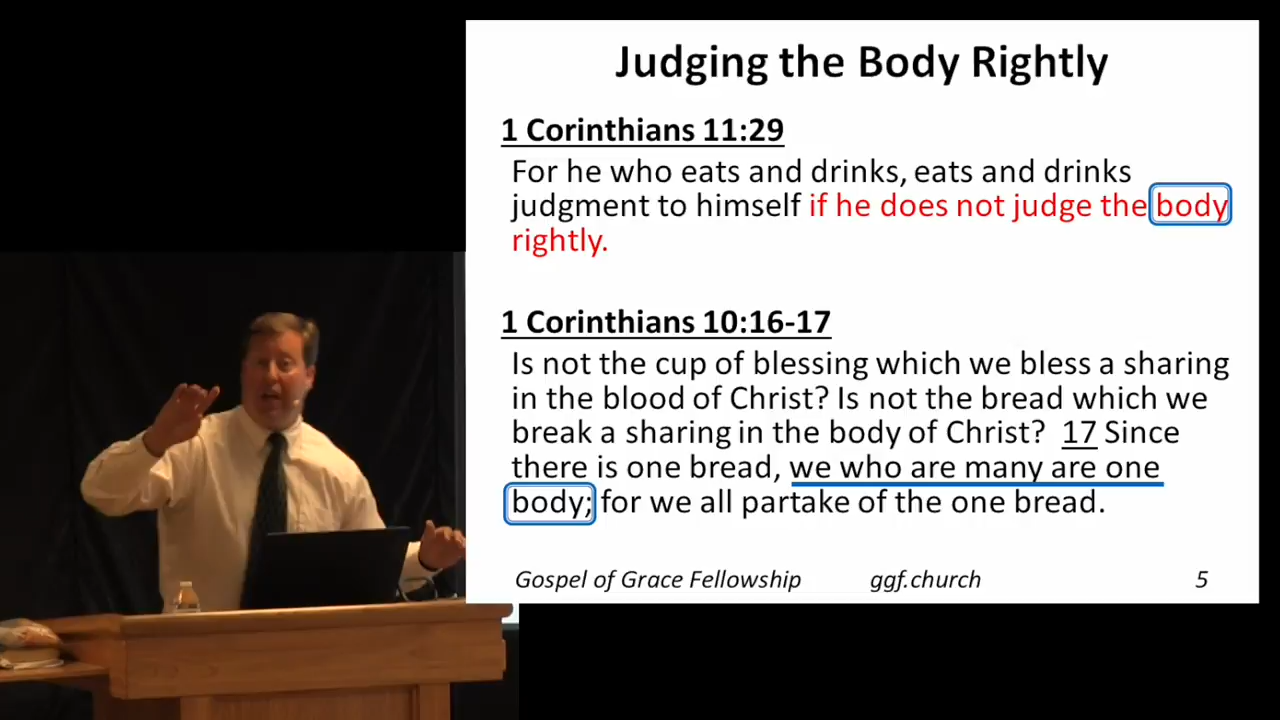 Judging the Body Rightly
1 Corinthians 11:29
For he who eats and drinks, eats and drinks
judgment to himself if he does not judge the body
rightly.
1 Corinthians 10:16-17
Is not the cup of blessing which we bless a sharing
in the blood of Christ? Is not the bread which we
break a sharing in the body of Christ? 17 Since
there is one bread, we who are many are one
body; for we all partake of the one bread.
Gospel of Grace Fellowship ggf.church 5